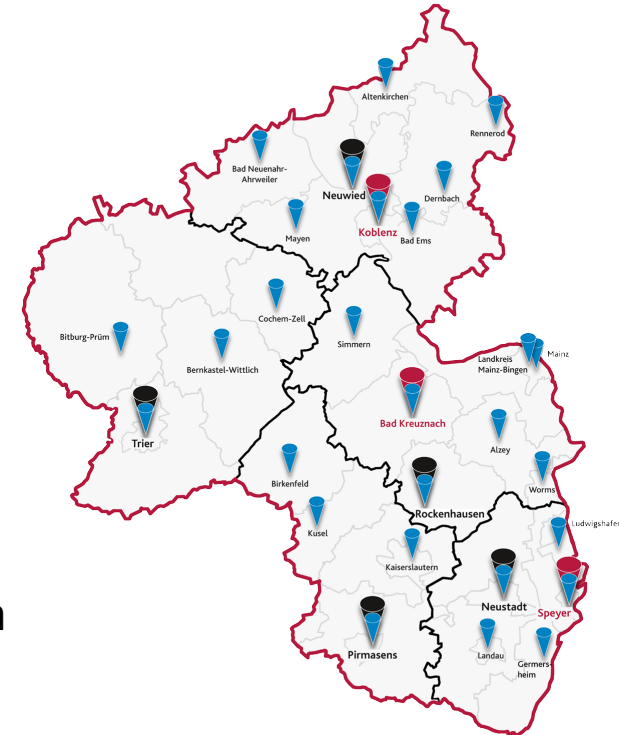 Altenkirchen
Rennerod
Bad Neuenahr-
Ahrweiler
Neuwied
Dernbach
Koblenz
Mayen
Bad Ems
Cochem-Zell
Bitburg-Prüm
Simmern
Bernkastel-Wittlich
Landkreis
Mainz-Bingen
Mainz
Bad Kreuznach
Trier
Alzey
Birkenfeld
Worms
Rockenhausen
Ludwigshafe
Kusel
Kaiserslautern
Neustadt
Speyer
Pirmasens
Landau
Germers-
heim
n